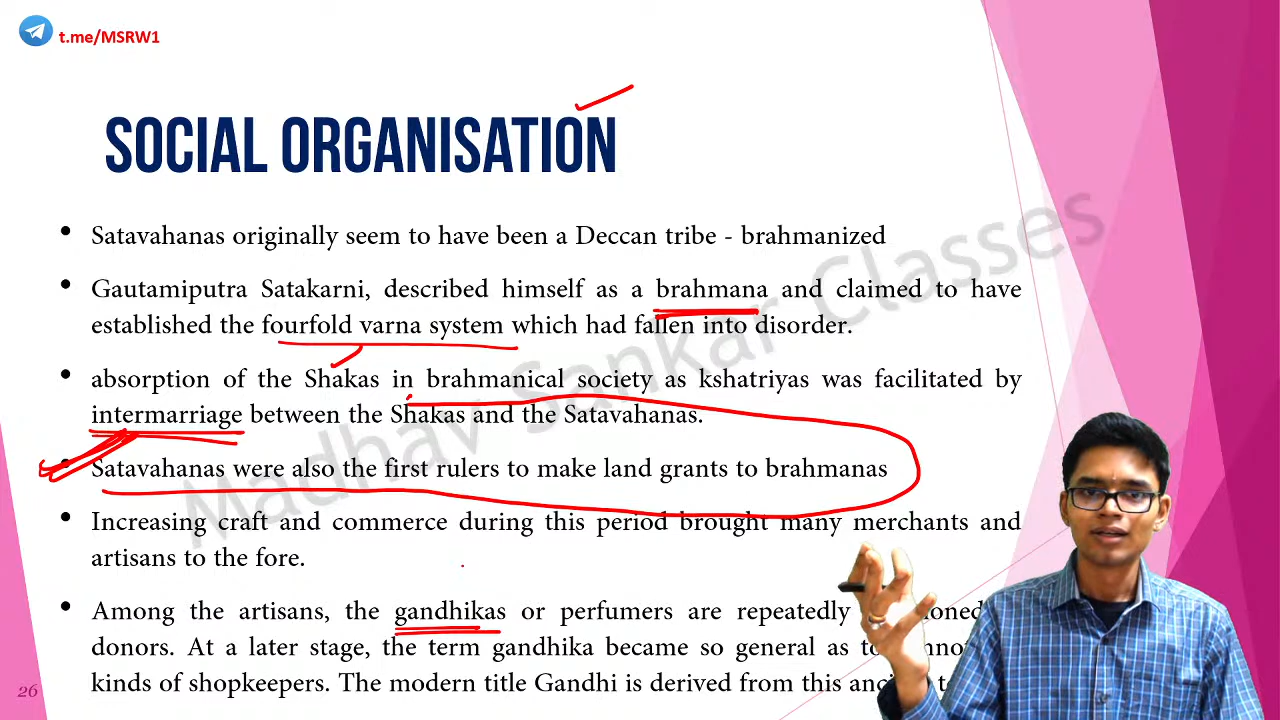 t.me/MSRW1
SOCIAL ORGANISATION
• Satavahanas originally seem to have been a Deccan tribe - brahmanized
• Gautamiputra Satakarni, described himself as a brahmana and claimed to have
established the fourfold varna system which had fallen into disorder.
• absorption of the Shakas in brahmanical society as kshatriyas was facilitated by
intermarriage between the Shakas and the Satavahanas.
• Satavahanas were also the first rulers to make land grants to brahmanas
• Increasing craft and commerce during this period brought many merchants and
artisans to the fore.
• Among the artisans, the gandhikas or perfumers are repeatedly
donors. At a later stage, the term gandhika became so general as to
kinds of shopkeepers. The modern title Gandhi is derived from this
26
Madhav Sankar Classes